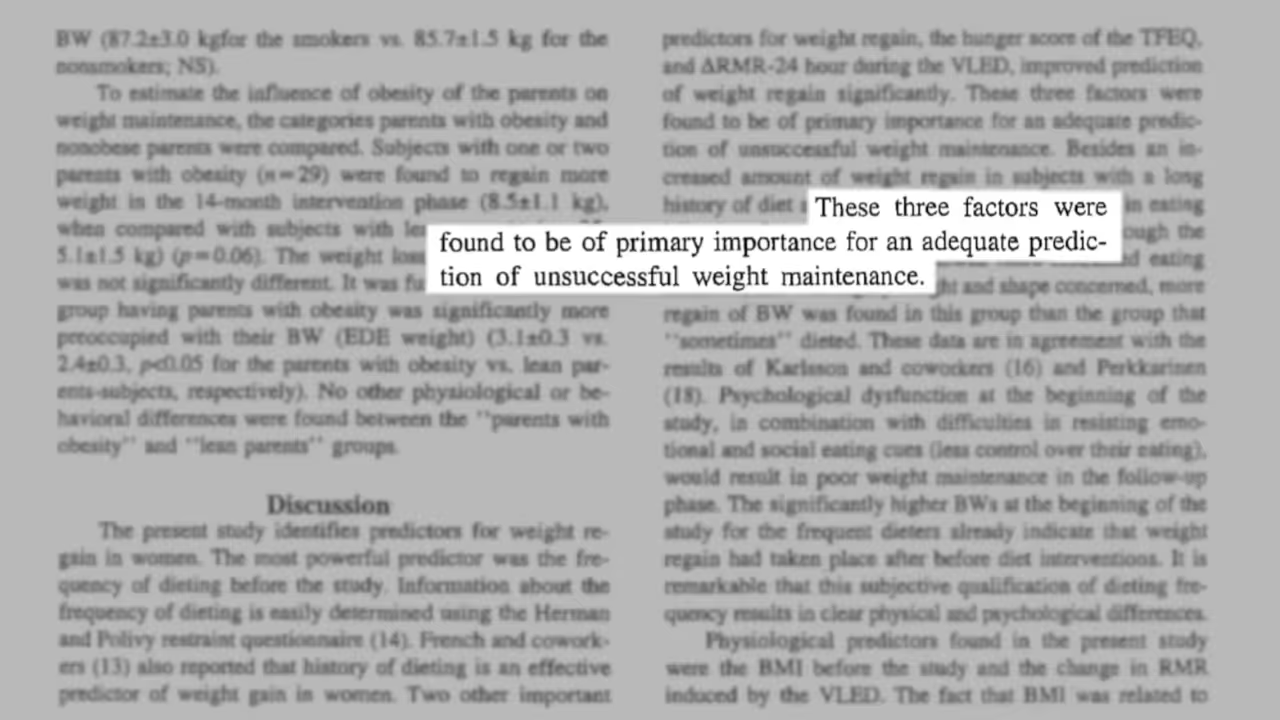 BW (87.2±3.0 kgfor the smokers vs. 85.7±1.5 kg for the
nonsmokers; NS).
To estimate the influence of obesity of the parents on
weight maintenance, the categories parents with obesity and
nonobese parents were compared. Subjects with one or two
parents with obesity (n=29) were found to regain more
weight in the 14-month intervention phase (8.5±1.1 kg),
when compared with subjects with
5.1±1.5 kg) (p=0.06). The weight
was not significantly different. It was
group having parents with obesity was significantly more
preoccupied with their BW (EDE weight) (3.1±0.3 vs.
2.4±0.3, p<0.05 for the parents with obesity vs. lean par-
ents-subjects, respectively). No other physiological or be-
havioral differences were found between the "parents with
obesity" and "lean parents" groups.
Discussion
The present study identifies predictors for weight re-
gain in women. The most powerful predictor was the fre-
quency of dieting before the study. Information about the
frequency of dieting is easily determined using the Herman
and Polivy restraint questionnaire (14). French and cowork-
ers (13) also reported that history of dieting is an effective
predictor of weight gain in women. Two other important
predictors for weight regain, the hunger score of the TFEQ,
and ΔRMR-24 hour during the VLED, improved prediction
of weight regain significantly. These three factors were
found to be of primary importance for an adequate predic-
tion of unsuccessful weight maintenance. Besides an in-
creased amount of weight regain in subjects with a long
history of diet in eating
These three factors were
found to be of primary importance for an adequate predic-
tion of unsuccessful weight maintenance.
the
eating
and shape concerned, more
regain of BW was found in this group than the group that
"sometimes" dieted. These data are in agreement with the
results of Karlsson and coworkers (16) and Perkkarinen
(18). Psychological dysfunction at the beginning of the
study, in combination with difficulties in resisting emo-
tional and social eating cues (less control over their eating),
would result in poor weight maintenance in the follow-up
phase. The significantly higher BWs at the beginning of the
study for the frequent dieters already indicate that weight
regain had taken place after before diet interventions. It is
remarkable that this subjective qualification of dieting fre-
quency results in clear physical and psychological differences.
Physiological predictors found in the present study
were the BMI before the study and the change in RMR
induced by the VLED. The fact that BMI was related to